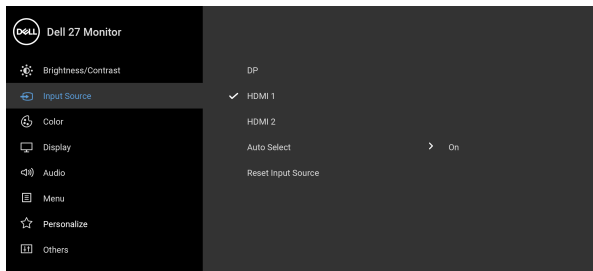 DELL Dell 27 Monitor
Brightness/Contrast DP
Input Source HDMI 1
Color HDMI 2
Display Auto Select On
Audio Reset Input Source
Menu
Personalize
Others